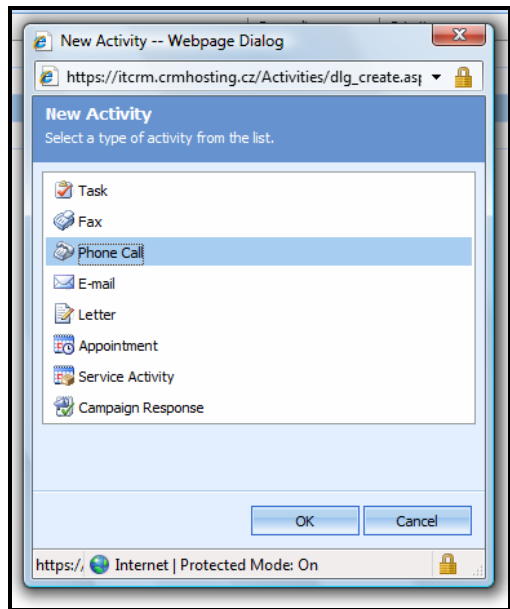 New Activity -- Webpage Dialog
https://itcrm.crmhosting.cz/Activities/dlg_create.asp
New Activity
Select a type of activity from the list.
Task
Fax
Phone Call
E-mail
Letter
Appointment
Service Activity
Campaign Response
OK Cancel
https:// Internet | Protected Mode: On